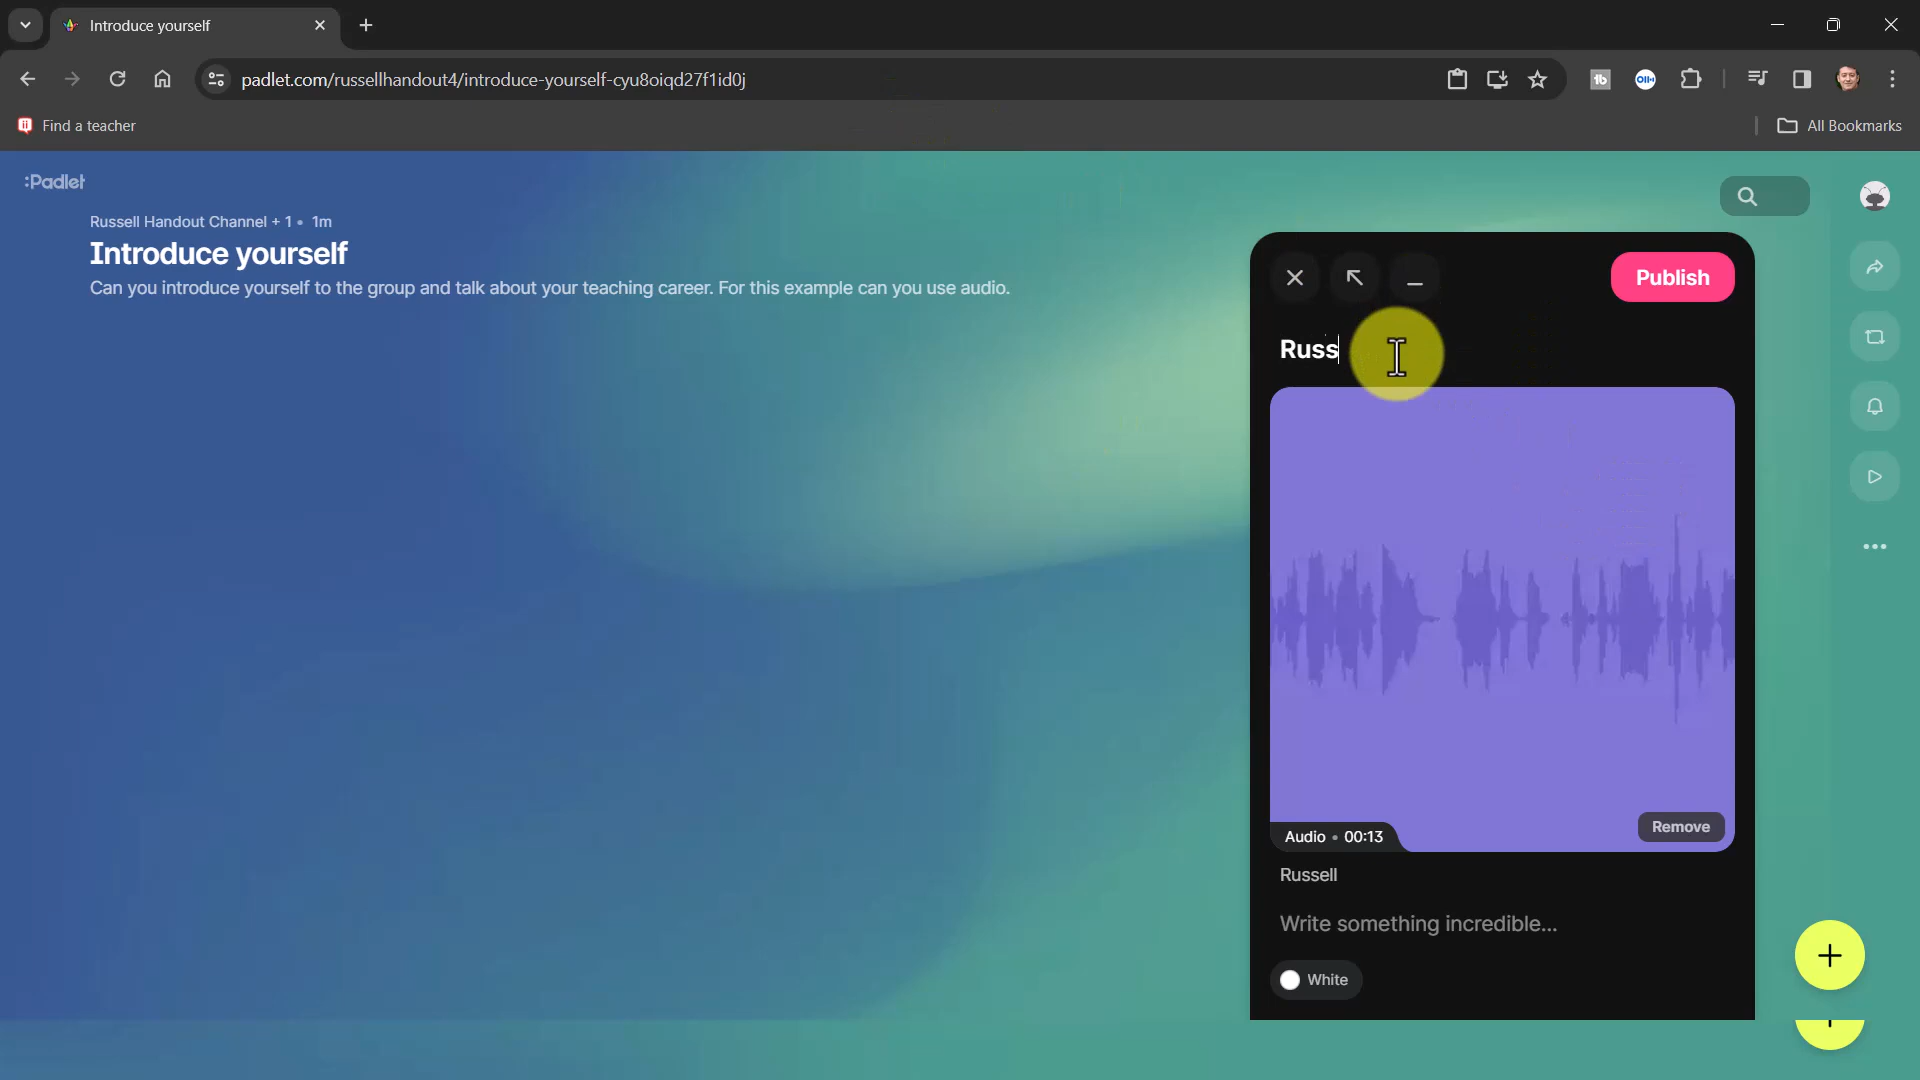 Introduce yourself
padlet.com/russellhandout4/introduce-yourself-cyu8oiqd27f1id0j
Find a teacher
All Bookmarks
:Padlet
Russell Handout Channel + 1 • 1m
Introduce yourself
Can you introduce yourself to the group and talk about your teaching career. For this example can you use audio.
Publish
Russ
Audio • 00:13
Remove
Russell
Write something incredible...
White